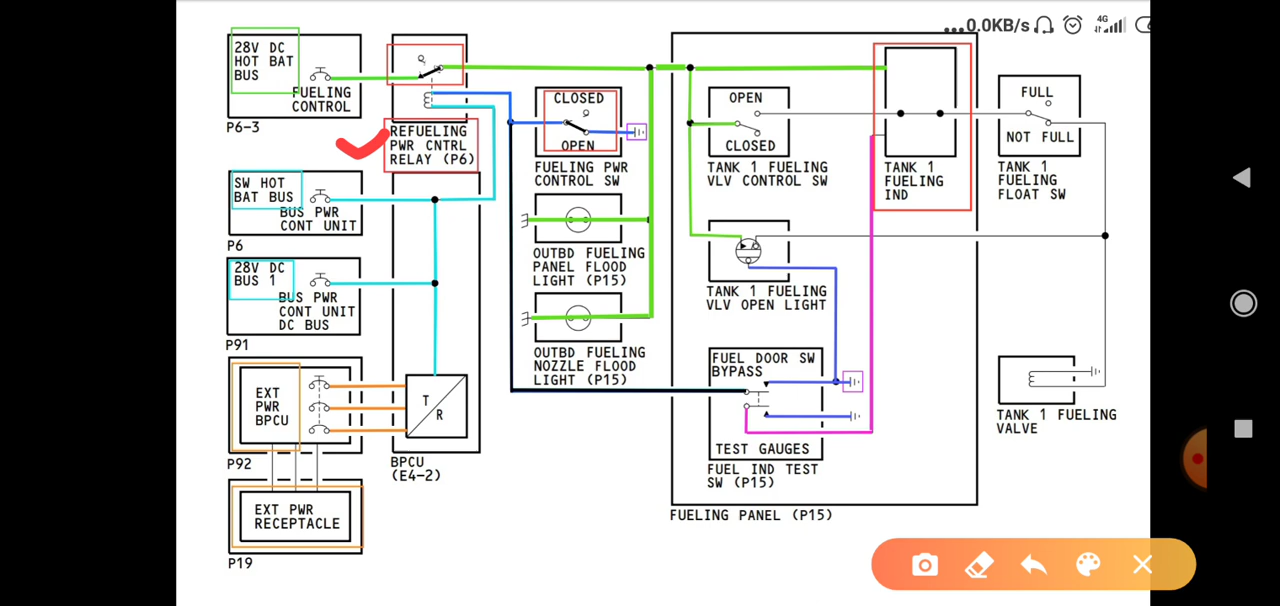 ...0.0KB/s
4G
28V DC
HOT BAT
BUS
FUELING
CONTROL
P6-3
REFUELING
PWR CNTRL
RELAY (P6)
SW HOT
BAT BUS
BUS PWR
CONT UNIT
P6
28V DC
BUS 1
BUS PWR
CONT UNIT
DC BUS
P91
EXT
PWR
BPCU
P92
T
R
BPCU
(E4-2)
EXT PWR
RECEPTACLE
P19
CLOSED
OPEN
FUELING PWR
CONTROL SW
OUTBD FUELING
PANEL FLOOD
LIGHT (P15)
OUTBD FUELING
NOZZLE FLOOD
LIGHT (P15)
OPEN
CLOSED
TANK 1 FUELING
VLV CONTROL SW
TANK 1 FUELING
VLV OPEN LIGHT
FUEL DOOR SW
BYPASS
TEST GAUGES
FUEL IND TEST
SW (P15)
FUELING PANEL (P15)
TANK 1
FUELING
IND
FULL
NOT FULL
TANK 1
FUELING
FLOAT SW
TANK 1 FUELING
VALVE